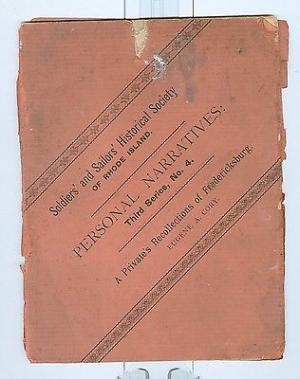 Soldiers' and Sailors' Historical Society
OF RHODE ISLAND.
PERSONAL NARRATIVES:
Third Series, No. 4.
A Private's Recollections of Fredericksburg.
EUGENE A. CORY.